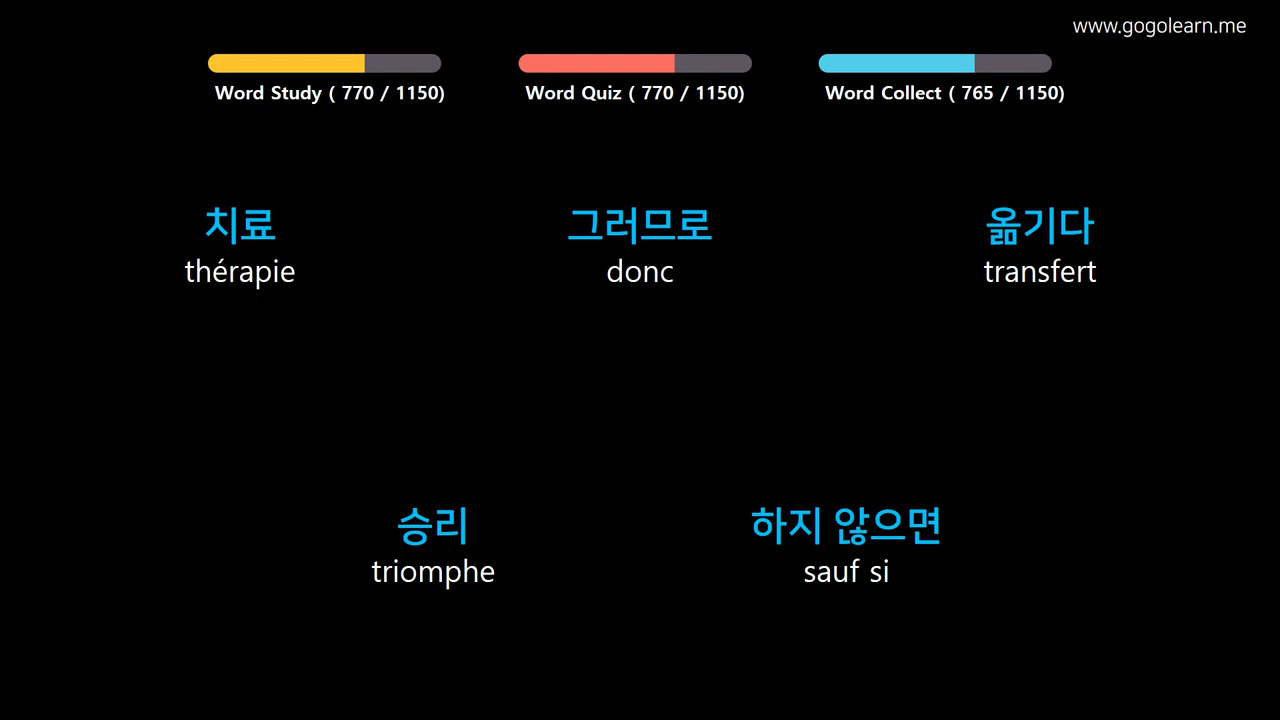 www.gogolearn.me
Word Study ( 770 / 1150)
Word Quiz ( 770 / 1150)
Word Collect ( 765 / 1150)
치료
thérapie
그러므로
donc
옮기다
transfert
승리
triomphe
하지 않으면
sauf si